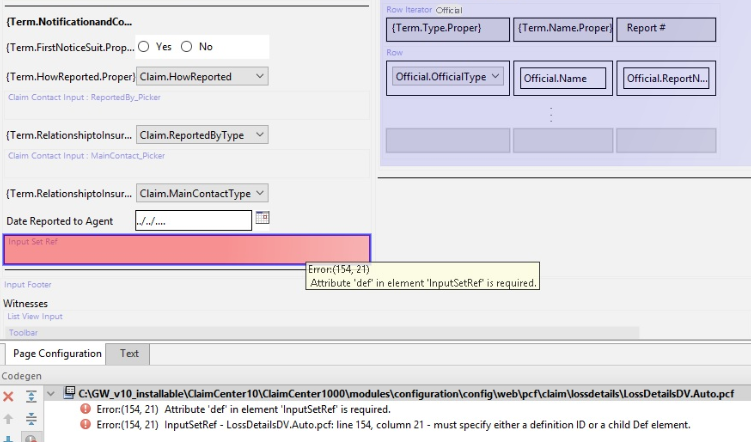 {Term.NotificationandCo...
{Term.FirstNoticeSuit.Prop... Yes No
{Term.HowReported.Proper} Claim.HowReported
Claim Contact Input : ReportedBy_Picker
{Term.RelationshiptoInsur... Claim.ReportedByType
Claim Contact Input : MainContact_Picker
{Term.RelationshiptoInsur... Claim.MainContactType
Date Reported to Agent ../../....
Input Set Ref
Input Footer
Witnesses
List View Input
Toolbar
Row Iterator Official
{Term.Type.Proper} {Term.Name.Proper} Report #
Row
Official.OfficialType Official.Name Official.ReportN...
Error:(154, 21)
Attribute 'def' in element 'InputSetRef' is required.
Page Configuration Text
Codegen
C:\GW_v10_installable\ClaimCenter10\ClaimCenter1000\modules\configuration\config\web\pcf\claim\lossdetails\LossDetailsDV.Auto.pcf
Error:(154, 21) Attribute 'def' in element 'InputSetRef' is required.
Error:(154, 21) InputSetRef - LossDetailsDV.Auto.pcf: line 154, column 21 - must specify either a definition ID or a child Def element.